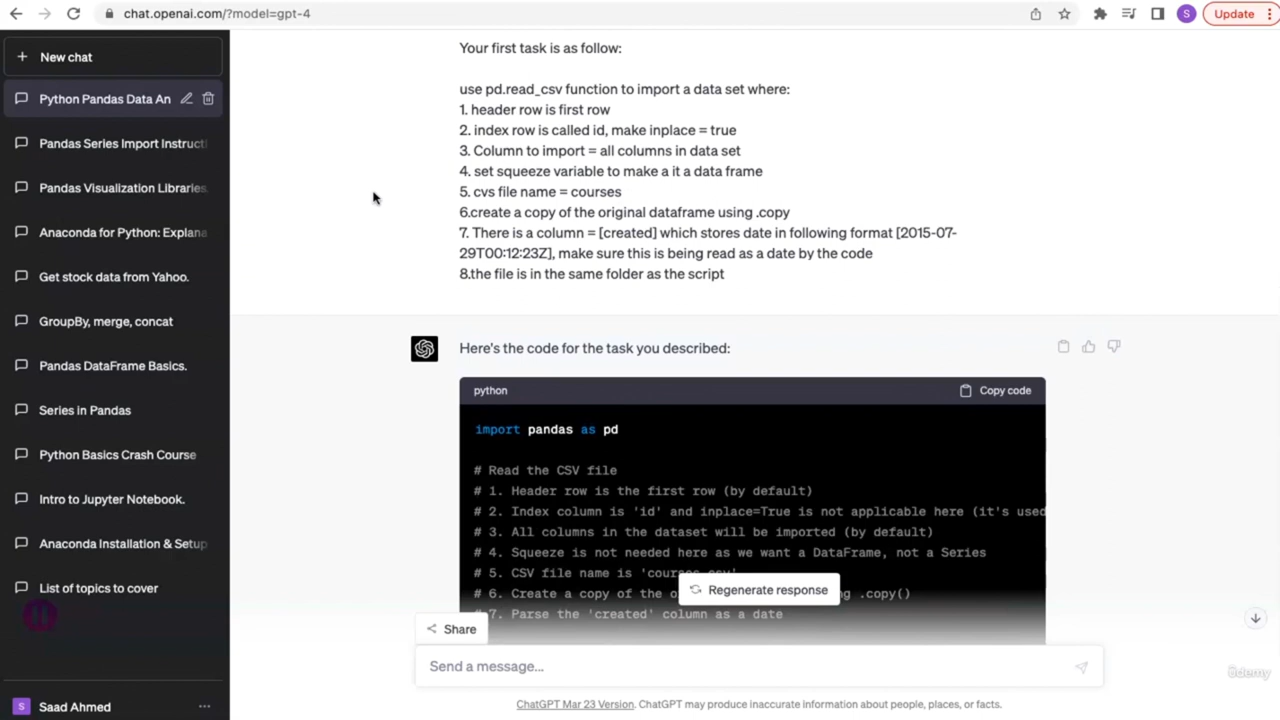 chat.openai.com/?model=gpt-4
S
Update
New chat
Python Pandas Data An
Pandas Series Import Instructi
Pandas Visualization Libraries
Anaconda for Python: Explana
Get stock data from Yahoo.
GroupBy, merge, concat
Pandas DataFrame Basics.
Series in Pandas
Python Basics Crash Course
Intro to Jupyter Notebook.
Anaconda Installation & Setup
List of topics to cover
S Saad Ahmed
Your first task is as follow:
use pd.read_csv function to import a data set where:
1. header row is first row
2. index row is called id, make inplace = true
3. Column to import = all columns in data set
4. set squeeze variable to make a it a data frame
5. cvs file name = courses
6.create a copy of the original dataframe using .copy
7. There is a column = [created] which stores date in following format [2015-07-
29T00:12:23Z], make sure this is being read as a date by the code
8.the file is in the same folder as the script
Here's the code for the task you described:
python Copy code
import pandas as pd
# Read the CSV file
# 1. Header row is the first row (by default)
# 2. Index column is 'id' and inplace=True is not applicable here (it's used
# 3. All columns in the dataset will be imported (by default)
# 4. Squeeze is not needed here as we want a DataFrame, not a Series
# 5. CSV file name is 'courses.csv'
# 6. Create a copy of the .copy()
# 7. Parse the 'created' column as a date
Regenerate response
Share
Send a message...
ChatGPT Mar 23 Version. ChatGPT may produce inaccurate information about people, places, or facts.
ûdemy